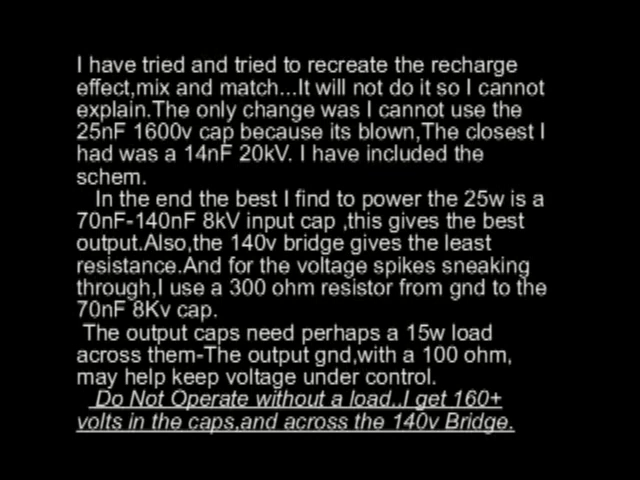 I have tried and tried to recreate the recharge
effect,mix and match...It will not do it so I cannot
explain.The only change was I cannot use the
25nF 1600v cap because its blown,The closest I
had was a 14nF 20kV. I have included the
schem.
In the end the best I find to power the 25w is a
70nF-140nF 8kV input cap ,this gives the best
output.Also,the 140v bridge gives the least
resistance.And for the voltage spikes sneaking
through,I use a 300 ohm resistor from gnd to the
70nF 8Kv cap.
The output caps need perhaps a 15w load
across them-The output gnd,with a 100 ohm,
may help keep voltage under control.
Do Not Operate without a load..I get 160+
volts in the caps,and across the 140v Bridge.